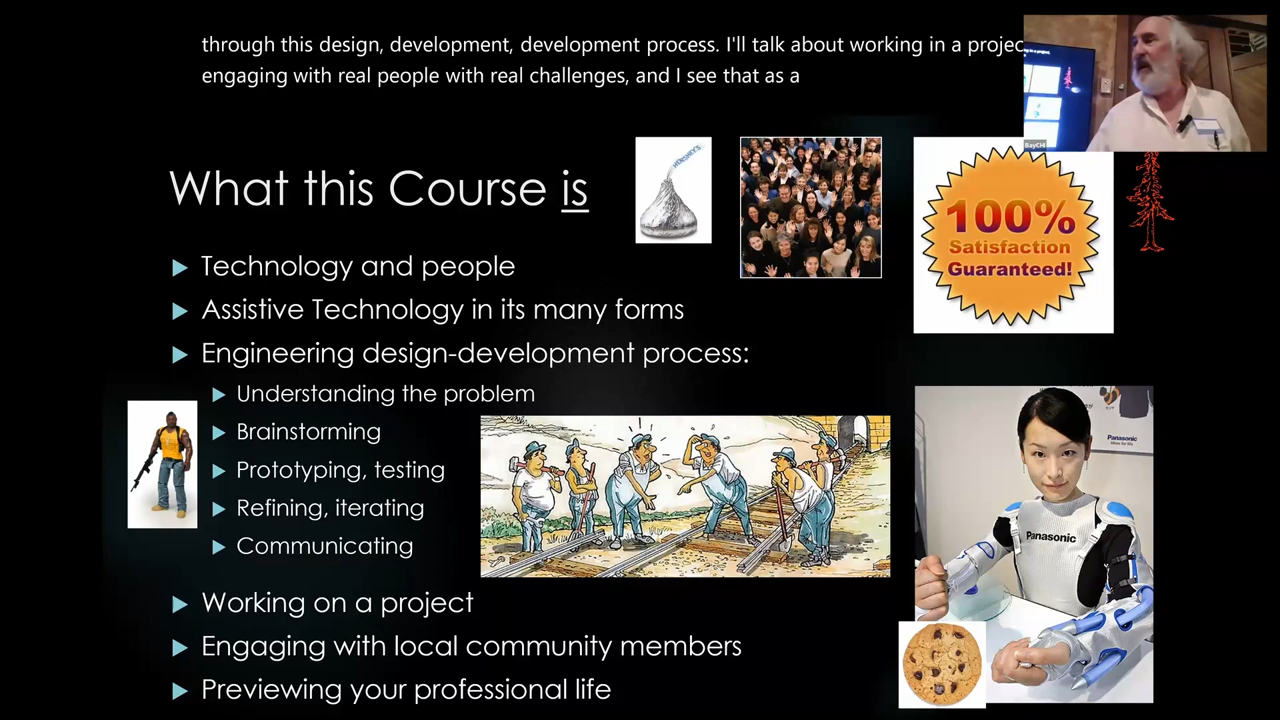 through this design, development, development process. I'll talk about working in a projec
engaging with real people with real challenges, and I see that as a
BayCHI
What this Course is
HERSHEY'S
100%
Satisfaction
Guaranteed!
Technology and people
Assistive Technology in its many forms
Engineering design-development process:
Understanding the problem
Brainstorming
Prototyping, testing
Refining, iterating
Communicating
Panasonic
Panasonic
Working on a project
Engaging with local community members
Previewing your professional life